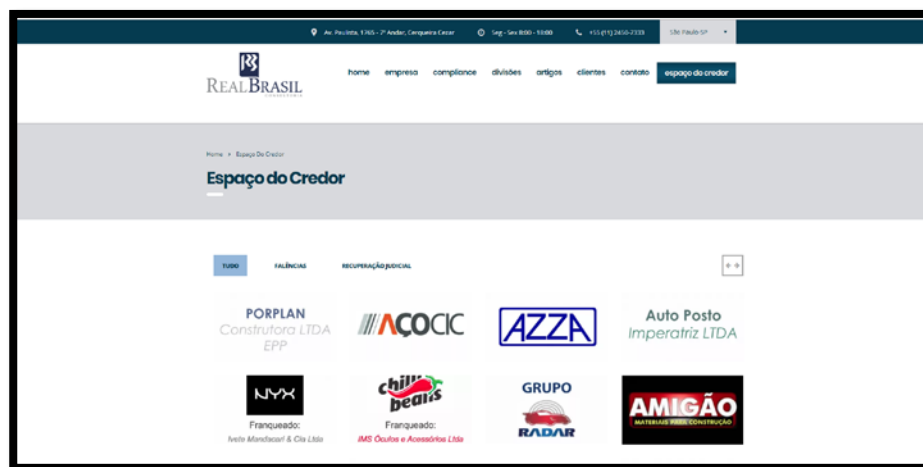 Av. Paulista, 1765 - 7º Andar, Cerqueira Cesar
Seg - Sex 8:00 - 18:00
+55 (11) 2450-7333
São Paulo-SP
REALBRASIL
home empresa compliance divisões artigos clientes contato espaço do credor
Home > Espaço Do Credor
Espaço do Credor
TUDO FALÊNCIAS RECUPERAÇÃO JUDICIAL
PORPLAN
Construtora LTDA
EPP
AÇOCIC
AZZA
Auto Posto
Imperatriz LTDA
NYX
Franqueado:
Ivete Mandacari & Cia Ltda
chilli
beans
Franqueado:
IMS Óculos e Acessórios Ltda
GRUPO
RADAR
AMIGÃO
MATERIAIS PARA CONSTRUÇÃO